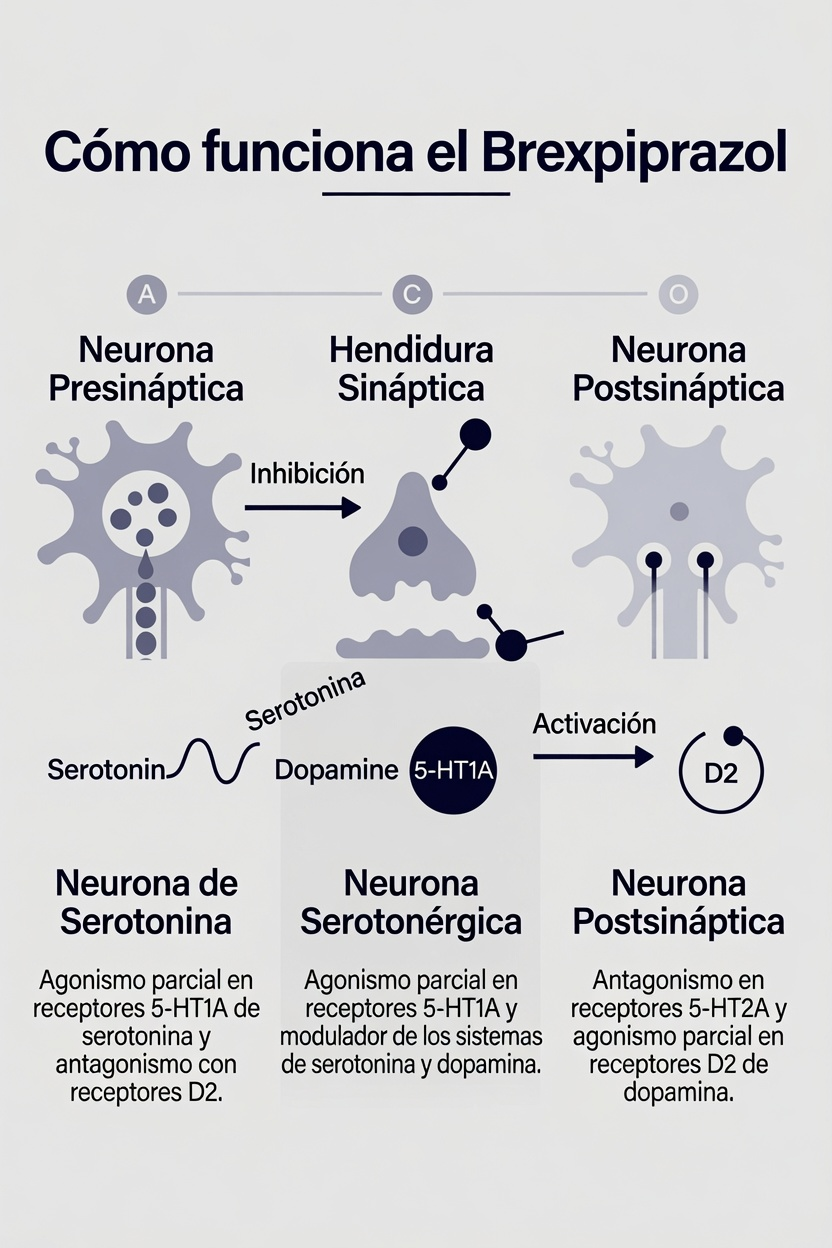 Cómo funciona el Brexpiprazol
A
C
O
Neurona
Presináptica
Hendidura
Sináptica
Neurona
Postsináptica
Inhibición
Serotonina
Serotonin
Dopamine
5-HT1A
Activación
D2
Neurona de
Serotonina
Neurona
Serotonérgica
Neurona
Postsináptica
Agonismo parcial en
receptores 5-HT1A de
serotonina y
antagonismo con
receptores D2.
Agonismo parcial en
receptores 5-HT1A y
modulador de los sistemas
de serotonina y dopamina.
Antagonismo en
receptores 5-HT2A y
agonismo parcial en
receptores D2 de
dopamina.